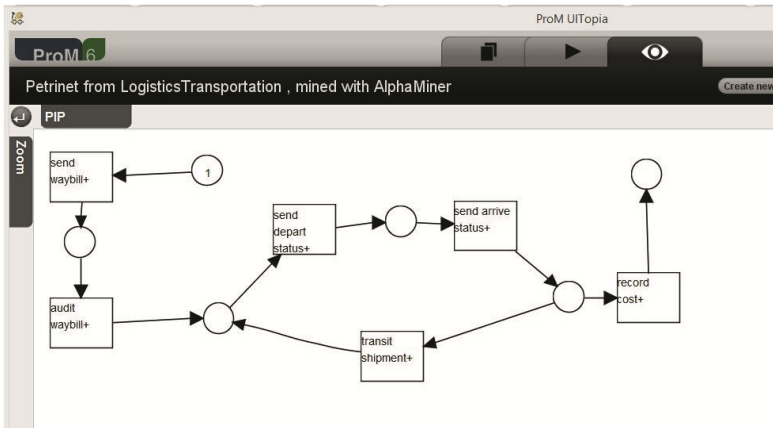 ProM UITopia
ProM 6
Petrinet from LogisticsTransportation , mined with AlphaMiner
Create new
PIP
Zoom
send
waybill+
1
send
depart
status+
send arrive
status+
audit
waybill+
record
cost+
transit
shipment+